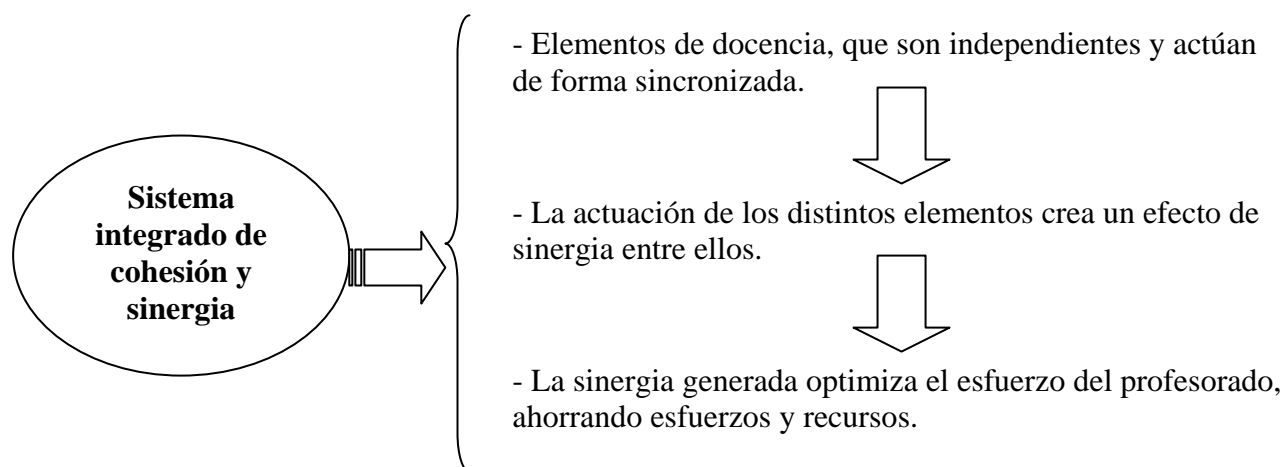 Sistema
integrado de
cohesión y
sinergia
- Elementos de docencia, que son independientes y actúan
de forma sincronizada.
- La actuación de los distintos elementos crea un efecto de
sinergia entre ellos.
- La sinergia generada optimiza el esfuerzo del profesorado,
ahorrando esfuerzos y recursos.